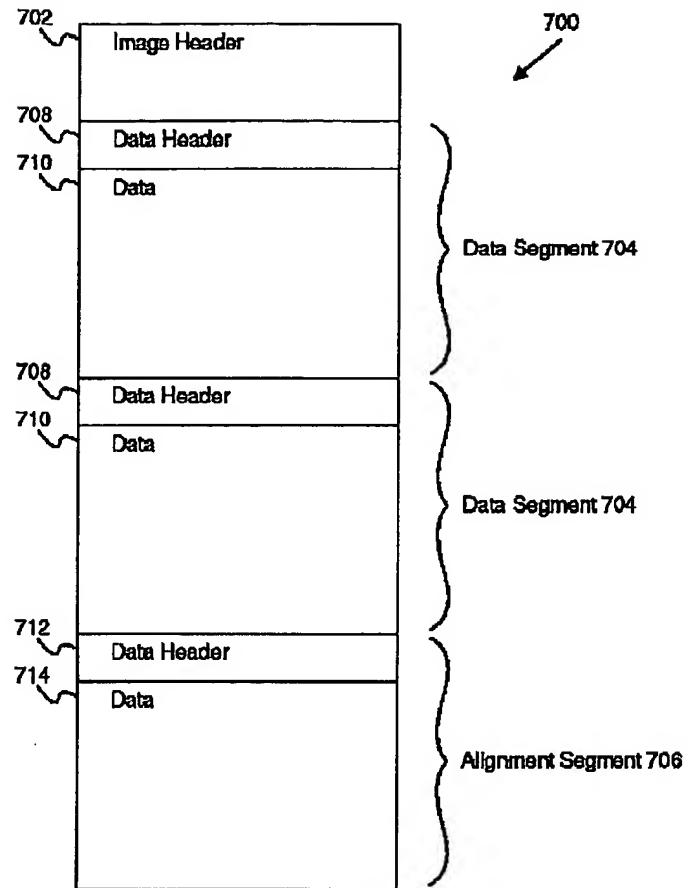 702
Image Header
700
708
Data Header
710
Data
Data Segment 704
708
Data Header
710
Data
Data Segment 704
712
Data Header
714
Data
Alignment Segment 706